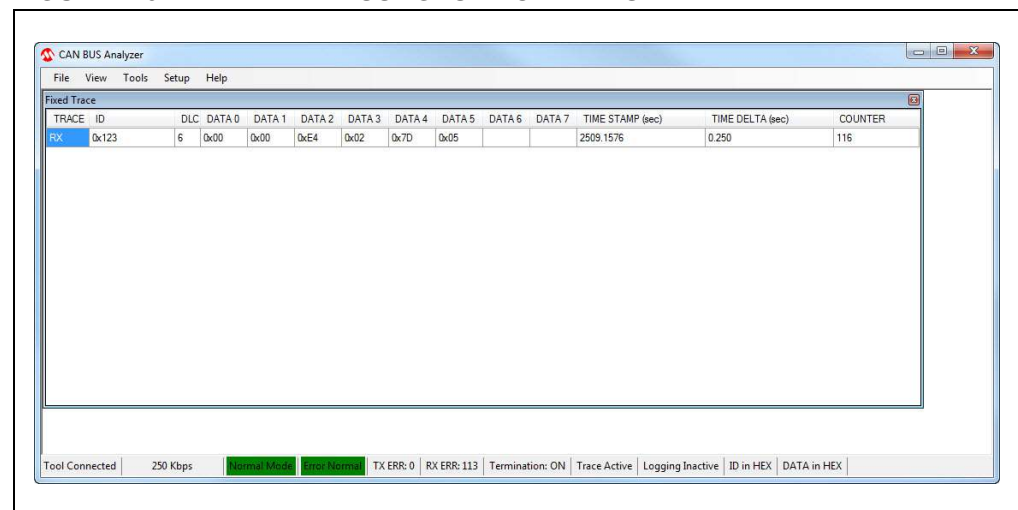 CAN BUS Analyzer
File View Tools Setup Help
Fixed Trace
TRACE ID DLC DATA 0 DATA 1 DATA 2 DATA 3 DATA 4 DATA 5 DATA 6 DATA 7 TIME STAMP (sec) TIME DELTA (sec) COUNTER
RX 0x123 6 0x00 0x00 0xE4 0x02 0x7D 0x05 2509.1576 0.250 116
Tool Connected 250 Kbps Normal Mode Error Normal TX ERR: 0 RX ERR: 113 Termination: ON Trace Active Logging Inactive ID in HEX DATA in HEX